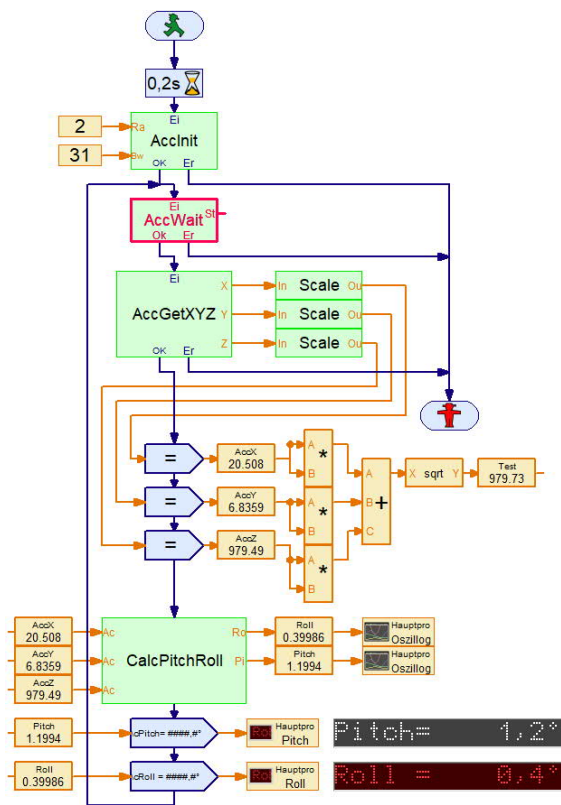 0,2s
Ei
2 Ra
AccInit
31 Bw
OK Er
Ei
AccWait St
Ok Er
Ei
X In Scale Ou
AccGetXYZ Y In Scale Ou
Z In Scale Ou
OK Er
= AccX 20.508 A B *
= AccY 6.8359 A B *
= AccZ 979.49 A B *
A B C +
X sqrt Y
Test 979.73
AccX 20.508 Ac
AccY 6.8359 Ac
AccZ 979.49 Ac
CalcPitchRoll
Ro Roll 0.39986 Hauptpro Oszillog
Pi Pitch 1.1994 Hauptpro Oszillog
Pitch 1.1994 cPitch= ####,#° Ro Hauptpro Pitch
Pitch= 1,2°
Roll 0.39986 cRoll = ####,#° Ro Hauptpro Roll
Roll = 0,4°